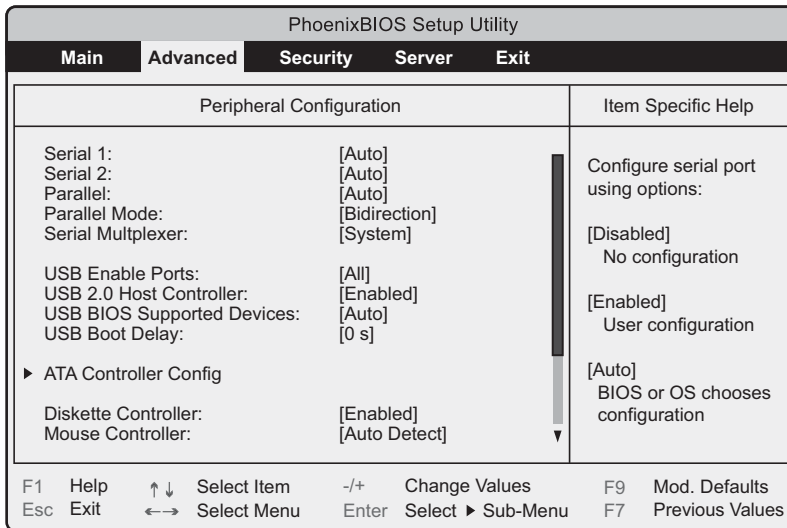 PhoenixBIOS Setup Utility
Main Advanced Security Server Exit
Peripheral Configuration
Serial 1: [Auto]
Serial 2: [Auto]
Parallel: [Auto]
Parallel Mode: [Bidirection]
Serial Multplexer: [System]
USB Enable Ports: [All]
USB 2.0 Host Controller: [Enabled]
USB BIOS Supported Devices: [Auto]
USB Boot Delay: [0 s]
ATA Controller Config
Diskette Controller: [Enabled]
Mouse Controller: [Auto Detect]
Item Specific Help
Configure serial port
using options:
[Disabled]
No configuration
[Enabled]
User configuration
[Auto]
BIOS or OS chooses
configuration
F1 Help ↑↓ Select Item -/+ Change Values F9 Mod. Defaults
Esc Exit ←→ Select Menu Enter Select ▶ Sub-Menu F7 Previous Values